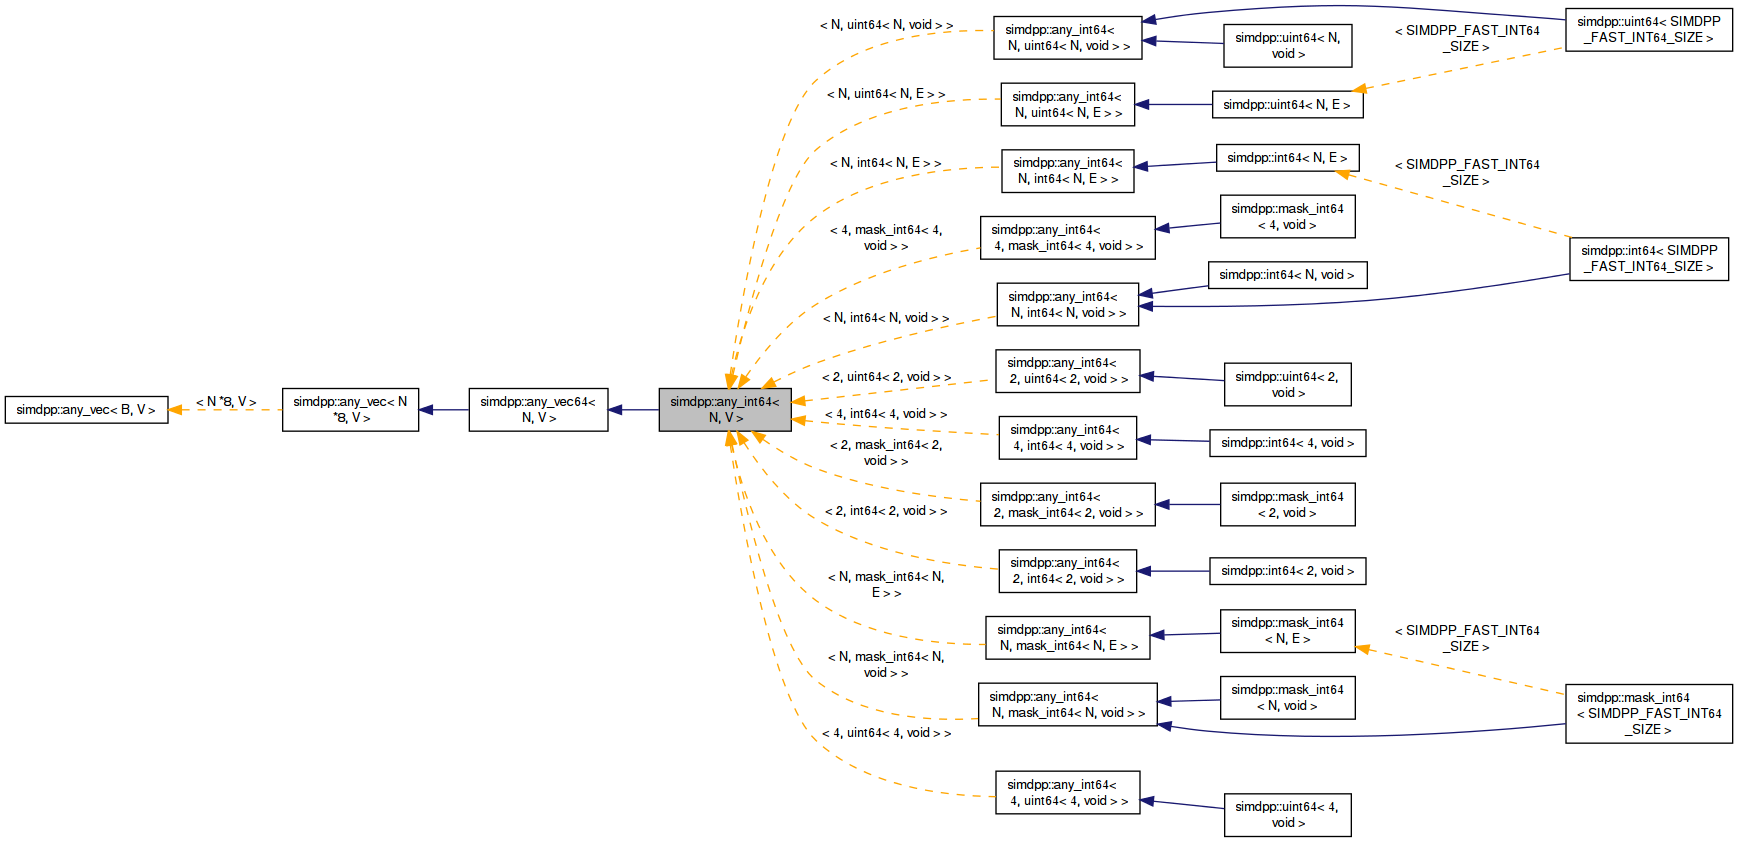 simdpp::any_vec< B, V >
< N *8, V >
simdpp::any_vec< N
*8, V >
simdpp::any_vec64<
N, V >
simdpp::any_int64<
N, V >
< N, uint64< N, void > >
< N, uint64< N, E > >
< N, int64< N, E > >
< 4, mask_int64< 4,
void > >
< N, int64< N, void > >
< 2, uint64< 2, void > >
< 4, int64< 4, void > >
< 2, mask_int64< 2,
void > >
< 2, int64< 2, void > >
< N, mask_int64< N,
E > >
< N, mask_int64< N,
void > >
< 4, uint64< 4, void > >
simdpp::any_int64<
N, uint64< N, void > >
simdpp::any_int64<
N, uint64< N, E > >
simdpp::any_int64<
N, int64< N, E > >
simdpp::any_int64<
4, mask_int64< 4, void > >
simdpp::any_int64<
N, int64< N, void > >
simdpp::any_int64<
2, uint64< 2, void > >
simdpp::any_int64<
4, int64< 4, void > >
simdpp::any_int64<
2, mask_int64< 2, void > >
simdpp::any_int64<
2, int64< 2, void > >
simdpp::any_int64<
N, mask_int64< N, E > >
simdpp::any_int64<
N, mask_int64< N, void > >
simdpp::any_int64<
4, uint64< 4, void > >
simdpp::uint64< N,
void >
simdpp::uint64< N, E >
simdpp::int64< N, E >
simdpp::mask_int64
< 4, void >
simdpp::int64< N, void >
simdpp::uint64< 2,
void >
simdpp::int64< 4, void >
simdpp::mask_int64
< 2, void >
simdpp::int64< 2, void >
simdpp::mask_int64
< N, E >
simdpp::mask_int64
< N, void >
simdpp::uint64< 4,
void >
< SIMDPP_FAST_INT64
_SIZE >
< SIMDPP_FAST_INT64
_SIZE >
< SIMDPP_FAST_INT64
_SIZE >
simdpp::uint64< SIMDPP
_FAST_INT64_SIZE >
simdpp::int64< SIMDPP
_FAST_INT64_SIZE >
simdpp::mask_int64
< SIMDPP_FAST_INT64
_SIZE >